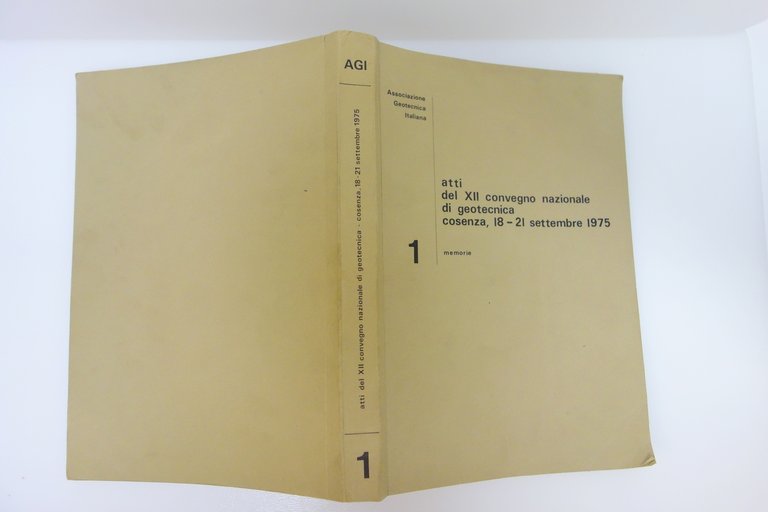 AGI
atti del XII convegno nazionale di geotecnica - cosenza, 18-21 settembre 1975
1
Associazione
Geotecnica
Italiana
atti
del XII convegno nazionale
di geotecnica
cosenza, 18-21 settembre 1975
1
memorie